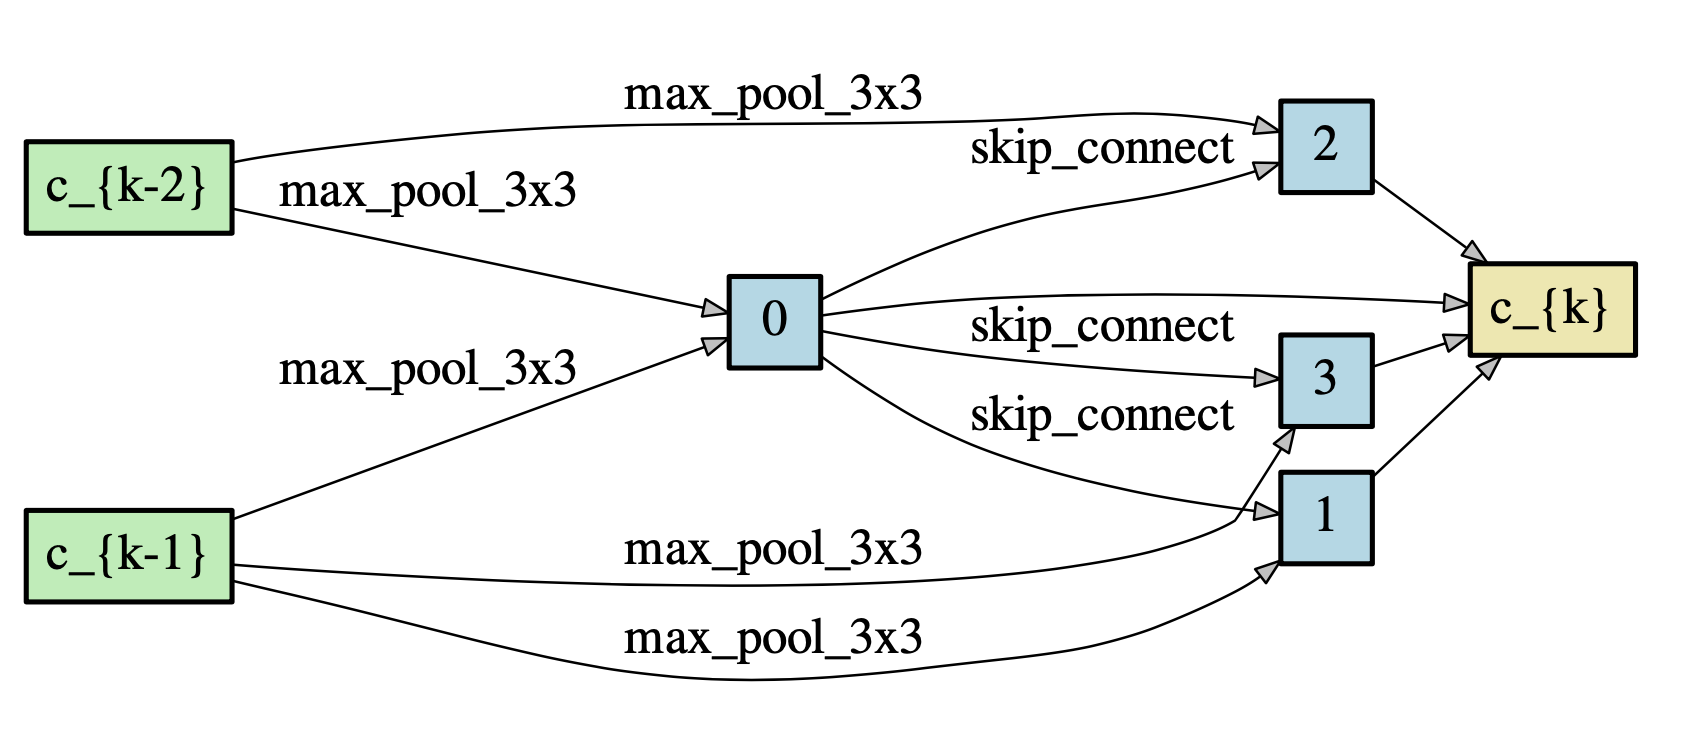 max_pool_3x3
skip_connect
2
c_{k-2}
max_pool_3x3
0
c_{k}
skip_connect
max_pool_3x3
3
skip_connect
1
c_{k-1}
max_pool_3x3
max_pool_3x3